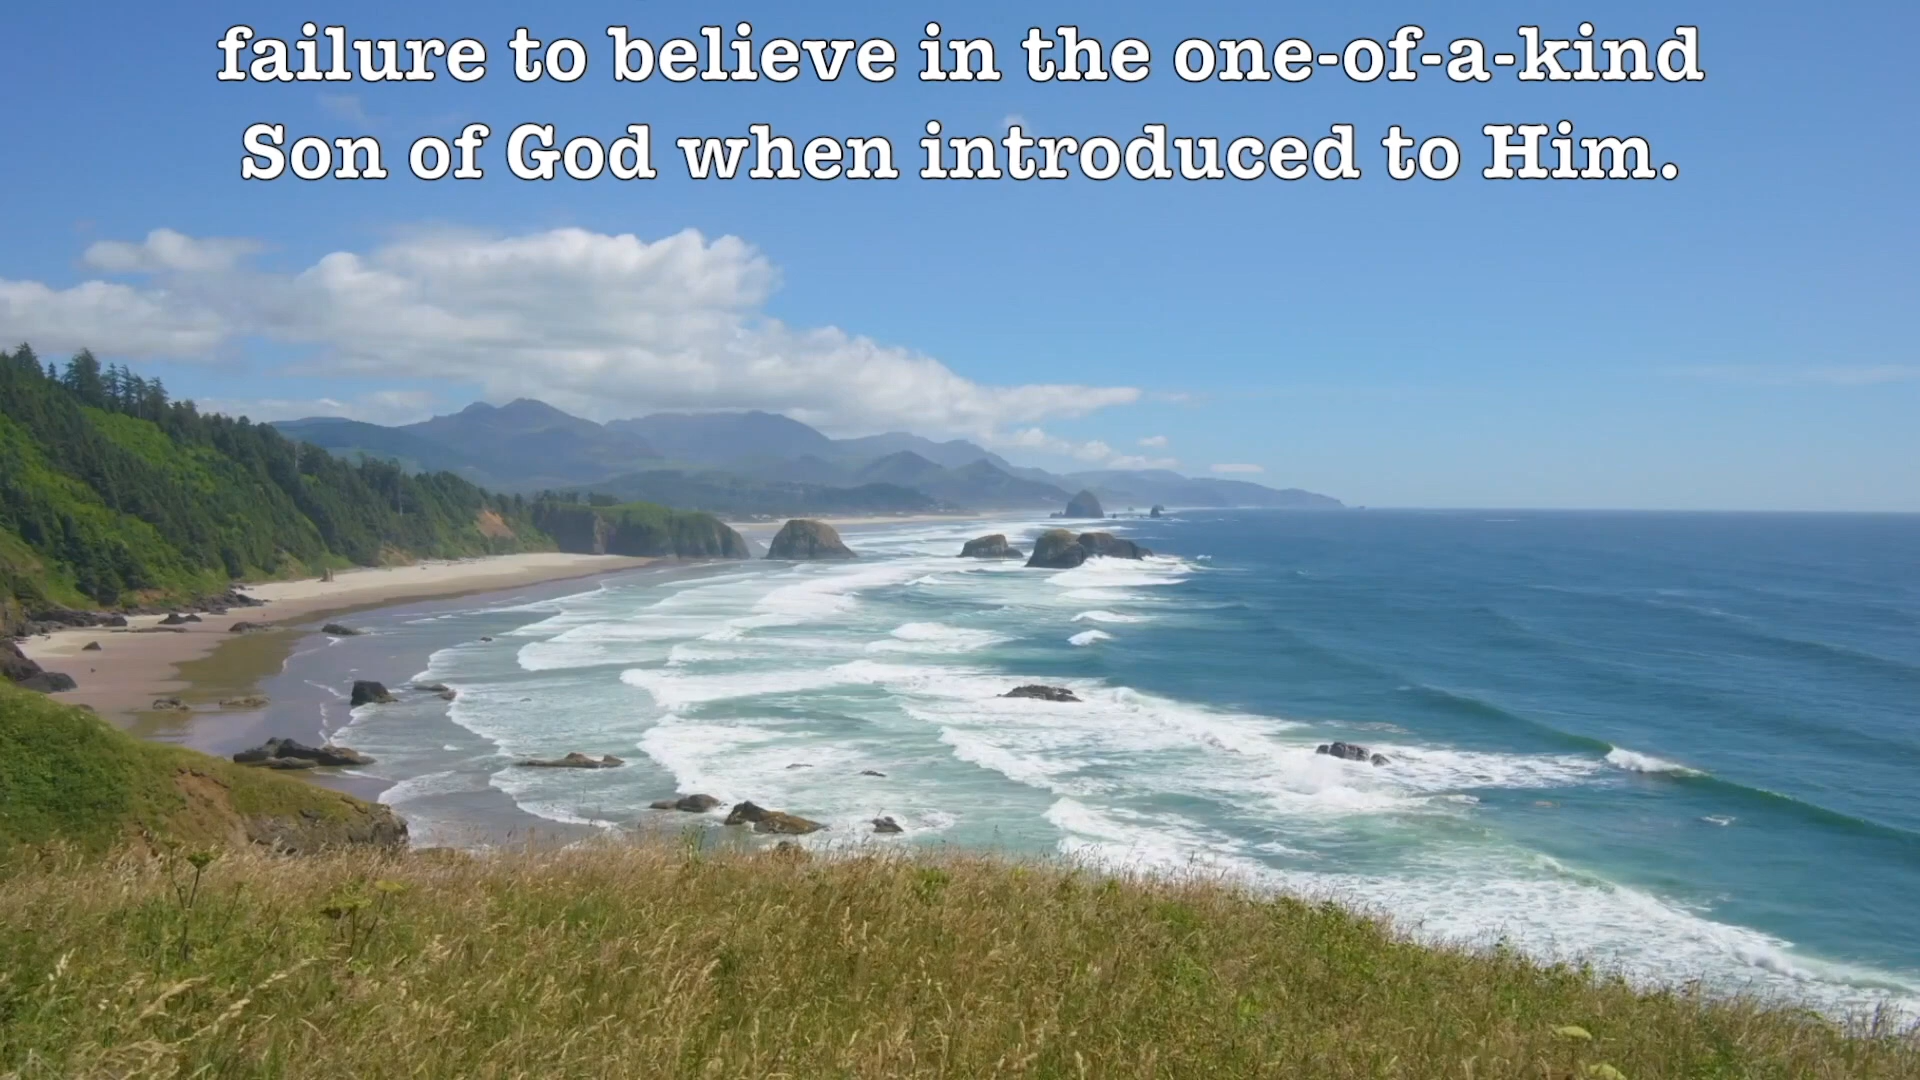 failure to believe in the one-of-a-kind
Son of God when introduced to Him.